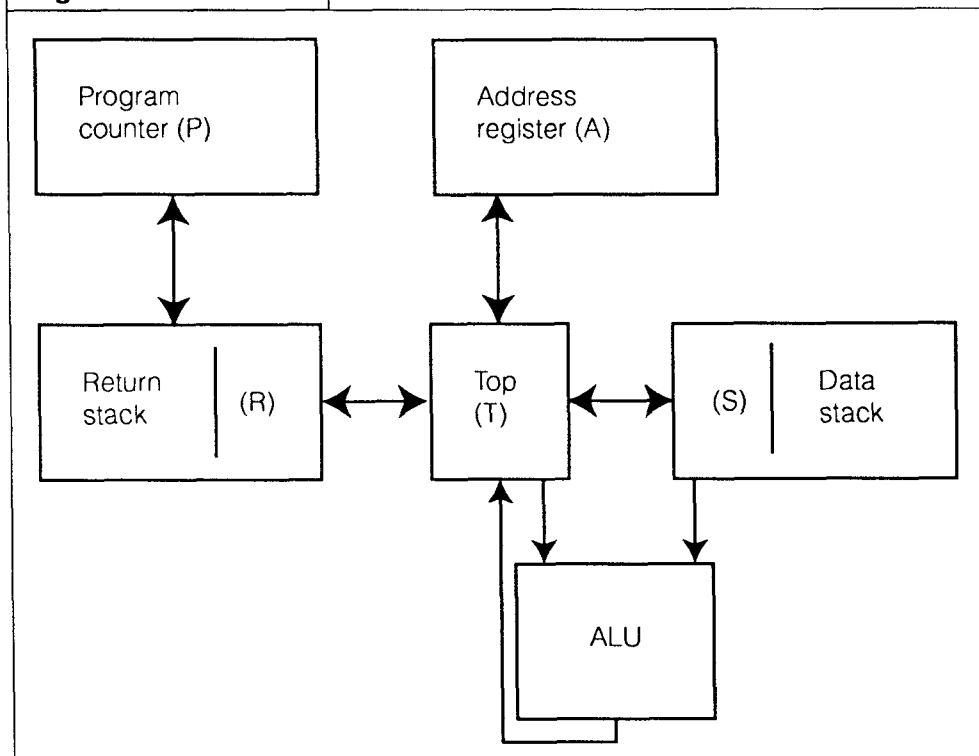 Program
counter (P)
Address
register (A)
Return
stack
(R)
Top
(T)
(S)
Data
stack
ALU